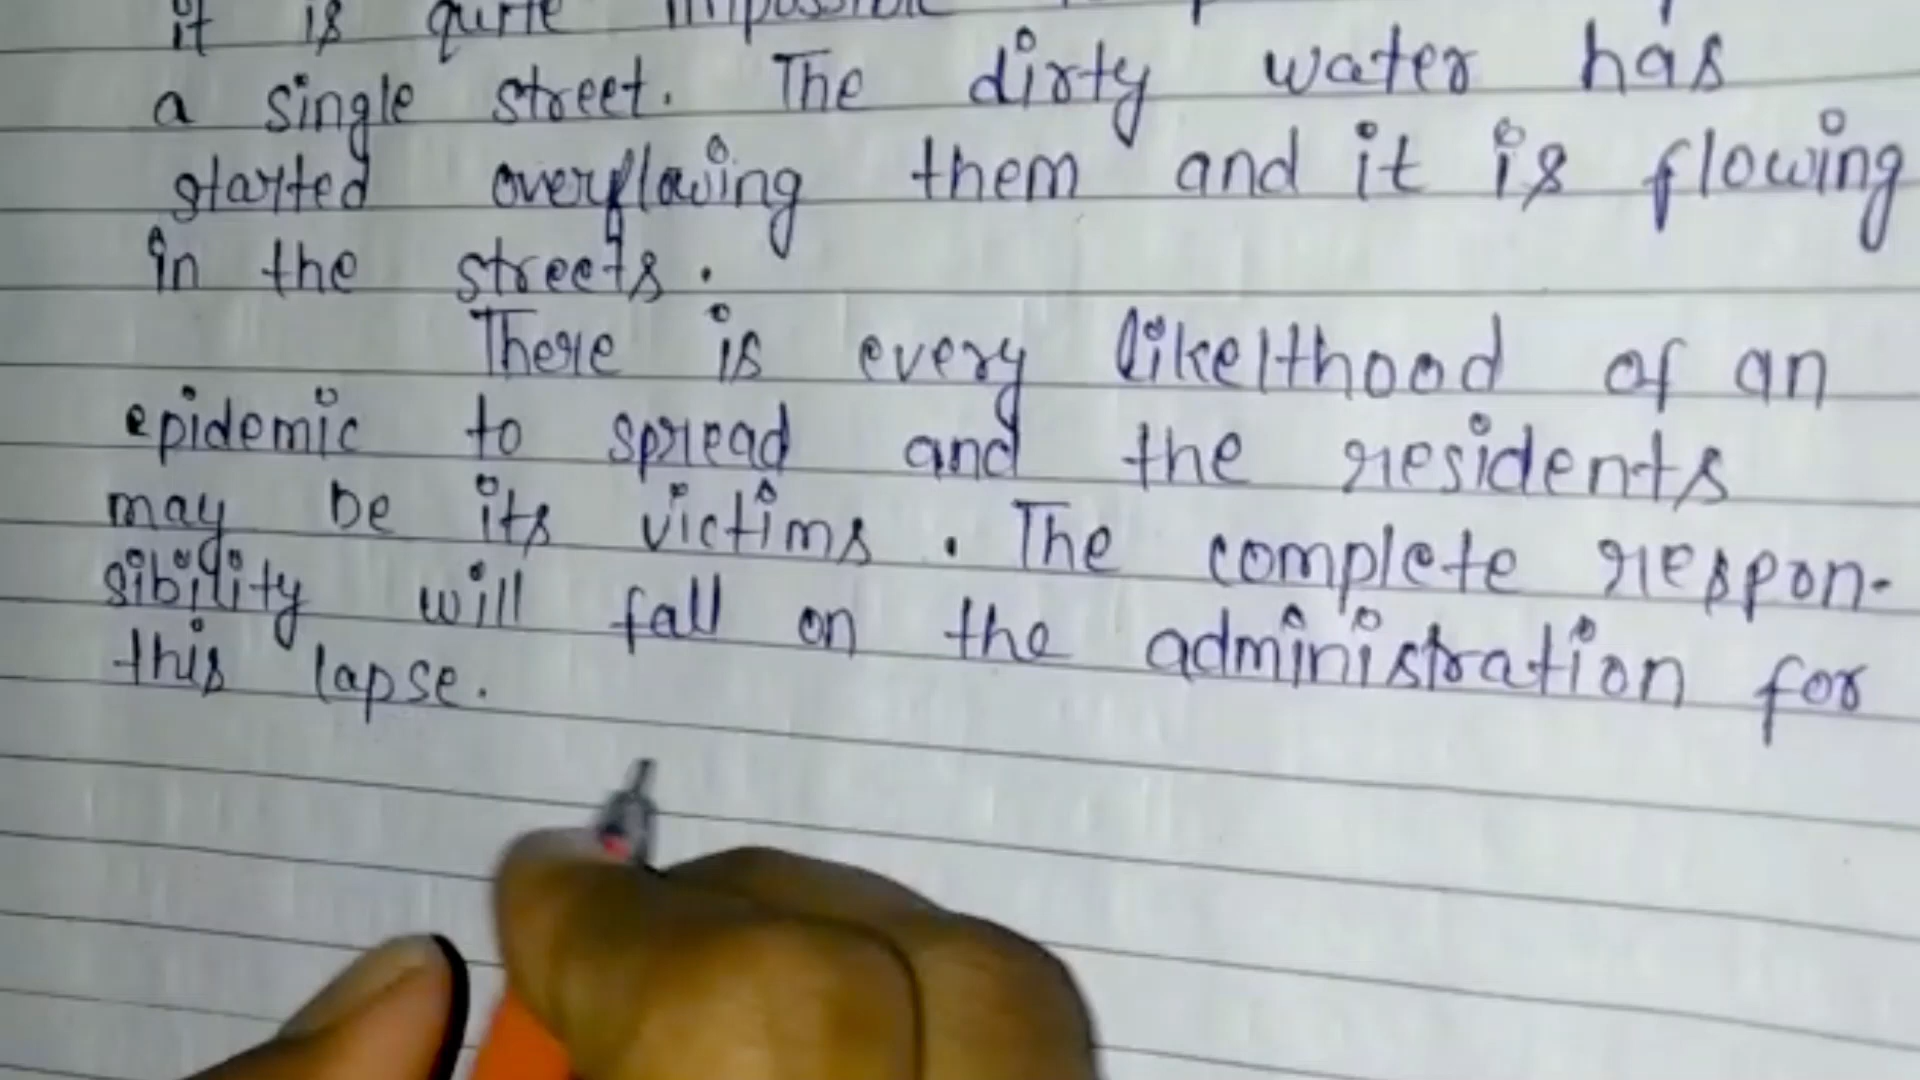 it is quite impossible
a single street. The dirty water has
started overflowing them and it is flowing
in the streets.
There is every likelthood of an
epidemic to spread and the residents
may be its victims. The complete respon-
sibility will fall on the administration for
this lapse.